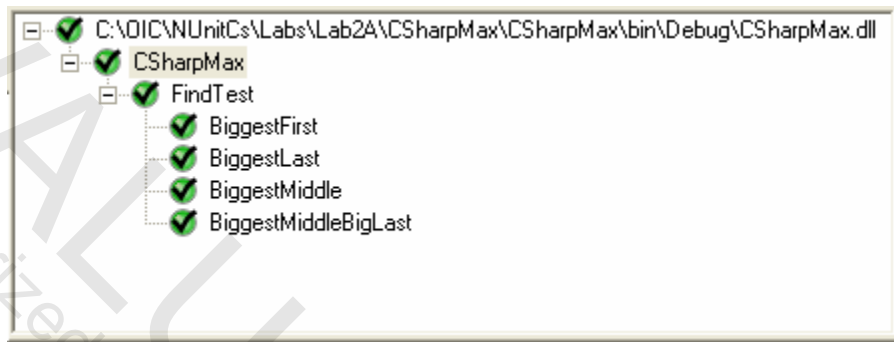 C:\OIC\NUnitCs\Labs\Lab2A\CSharpMax\CSharpMax\bin\Debug\CSharpMax.dll
CSharpMax
FindTest
BiggestFirst
BiggestLast
BiggestMiddle
BiggestMiddleBigLast